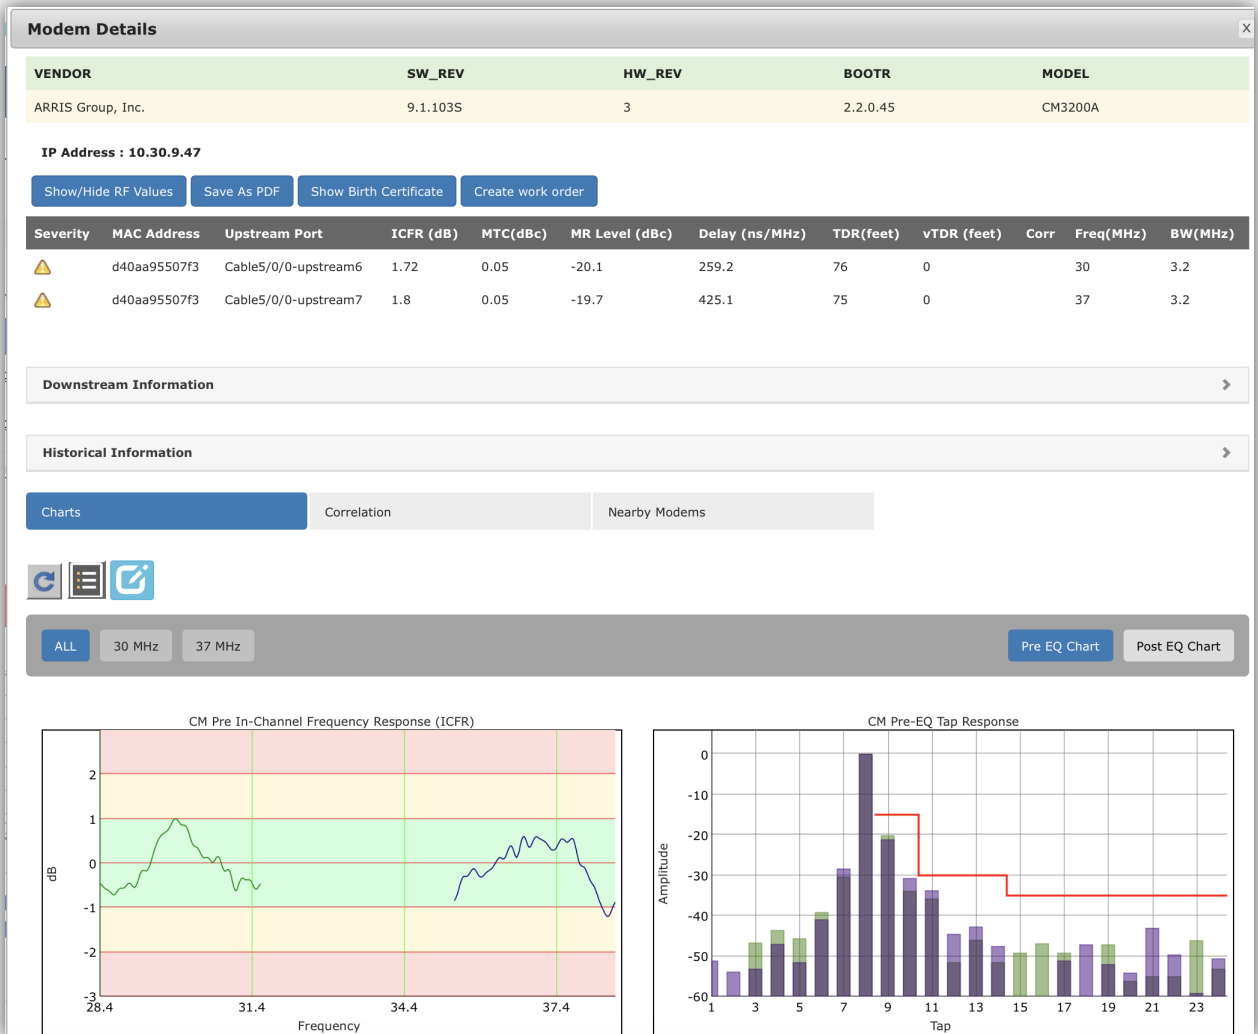 Modem Details X
VENDOR SW_REV HW_REV BOOTR MODEL
ARRIS Group, Inc. 9.1.103S 3 2.2.0.45 CM3200A
IP Address : 10.30.9.47
Show/Hide RF Values Save As PDF Show Birth Certificate Create work order
Severity MAC Address Upstream Port ICFR (dB) MTC(dBc) MR Level (dBc) Delay (ns/MHz) TDR(feet) vTDR (feet) Corr Freq(MHz) BW(MHz)
d40aa95507f3 Cable5/0/0-upstream6 1.72 0.05 -20.1 259.2 76 0 30 3.2
d40aa95507f3 Cable5/0/0-upstream7 1.8 0.05 -19.7 425.1 75 0 37 3.2
Downstream Information
Historical Information
Charts Correlation Nearby Modems
ALL 30 MHz 37 MHz Pre EQ Chart Post EQ Chart
CM Pre In-Channel Frequency Response (ICFR)
2
1
0
-1
-2
-3
dB
28.4 31.4 34.4 37.4
Frequency
CM Pre-EQ Tap Response
0
-10
-20
-30
-40
-50
-60
Amplitude
1 3 5 7 9 11 13 15 17 19 21 23
Tap